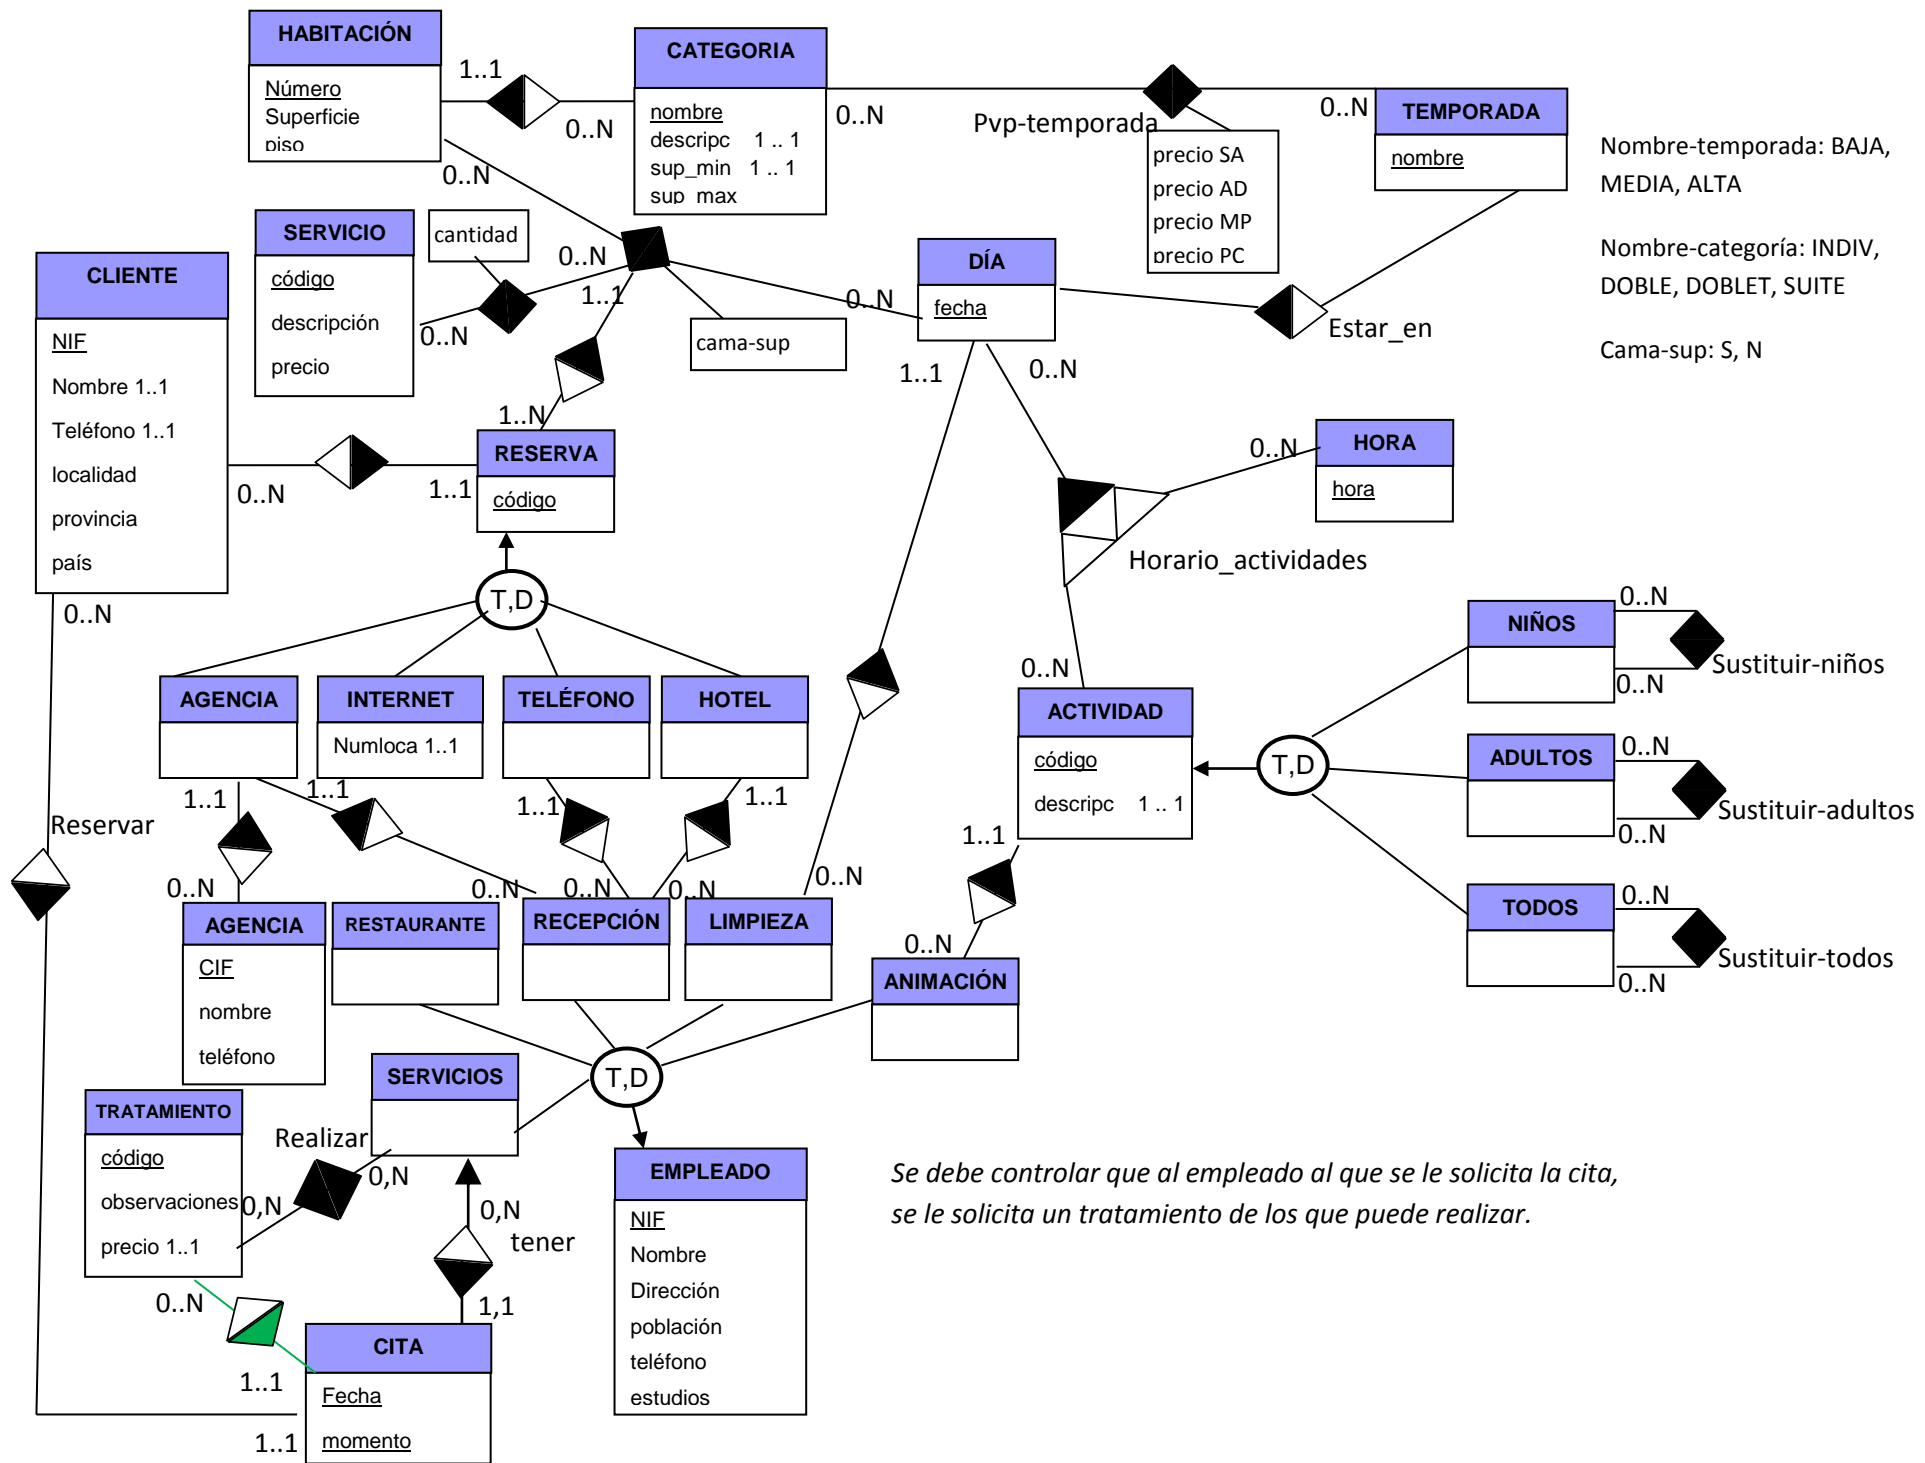 HABITACIÓN
Número
Superficie
piso
1..1
0..N
CATEGORIA
nombre
descripc 1 .. 1
sup_min 1 .. 1
sup_max
0..N
Pvp-temporada
precio SA
precio AD
precio MP
precio PC
0..N
TEMPORADA
nombre
Nombre-temporada: BAJA,
MEDIA, ALTA
Nombre-categoría: INDIV,
DOBLE, DOBLET, SUITE
Cama-sup: S, N
0..N
SERVICIO
código
descripción
precio
cantidad
0..N
0..N
1..1
cama-sup
DÍA
fecha
0..N
Estar_en
1..1
0..N
CLIENTE
NIF
Nombre 1..1
Teléfono 1..1
localidad
provincia
país
0..N
1..1
1..N
RESERVA
código
0..N
HORA
hora
0..N
Horario_actividades
0..N
T,D
AGENCIA
INTERNET
Numloca 1..1
TELÉFONO
HOTEL
ACTIVIDAD
código
descripc 1 .. 1
T,D
NIÑOS
0..N
0..N
Sustituir-niños
ADULTOS
0..N
0..N
Sustituir-adultos
TODOS
0..N
0..N
Sustituir-todos
Reservar
1..1
1..1
1..1
1..1
1..1
0..N
0..N
0..N
0..N
0..N
0..N
AGENCIA
CIF
nombre
teléfono
RESTAURANTE
RECEPCIÓN
LIMPIEZA
ANIMACIÓN
T,D
SERVICIOS
TRATAMIENTO
código
observaciones
precio 1..1
Realizar
0,N
0,N
0,N
tener
1,1
0..N
1..1
1..1
CITA
Fecha
momento
EMPLEADO
NIF
Nombre
Dirección
población
teléfono
estudios
Se debe controlar que al empleado al que se le solicita la cita,
se le solicita un tratamiento de los que puede realizar.